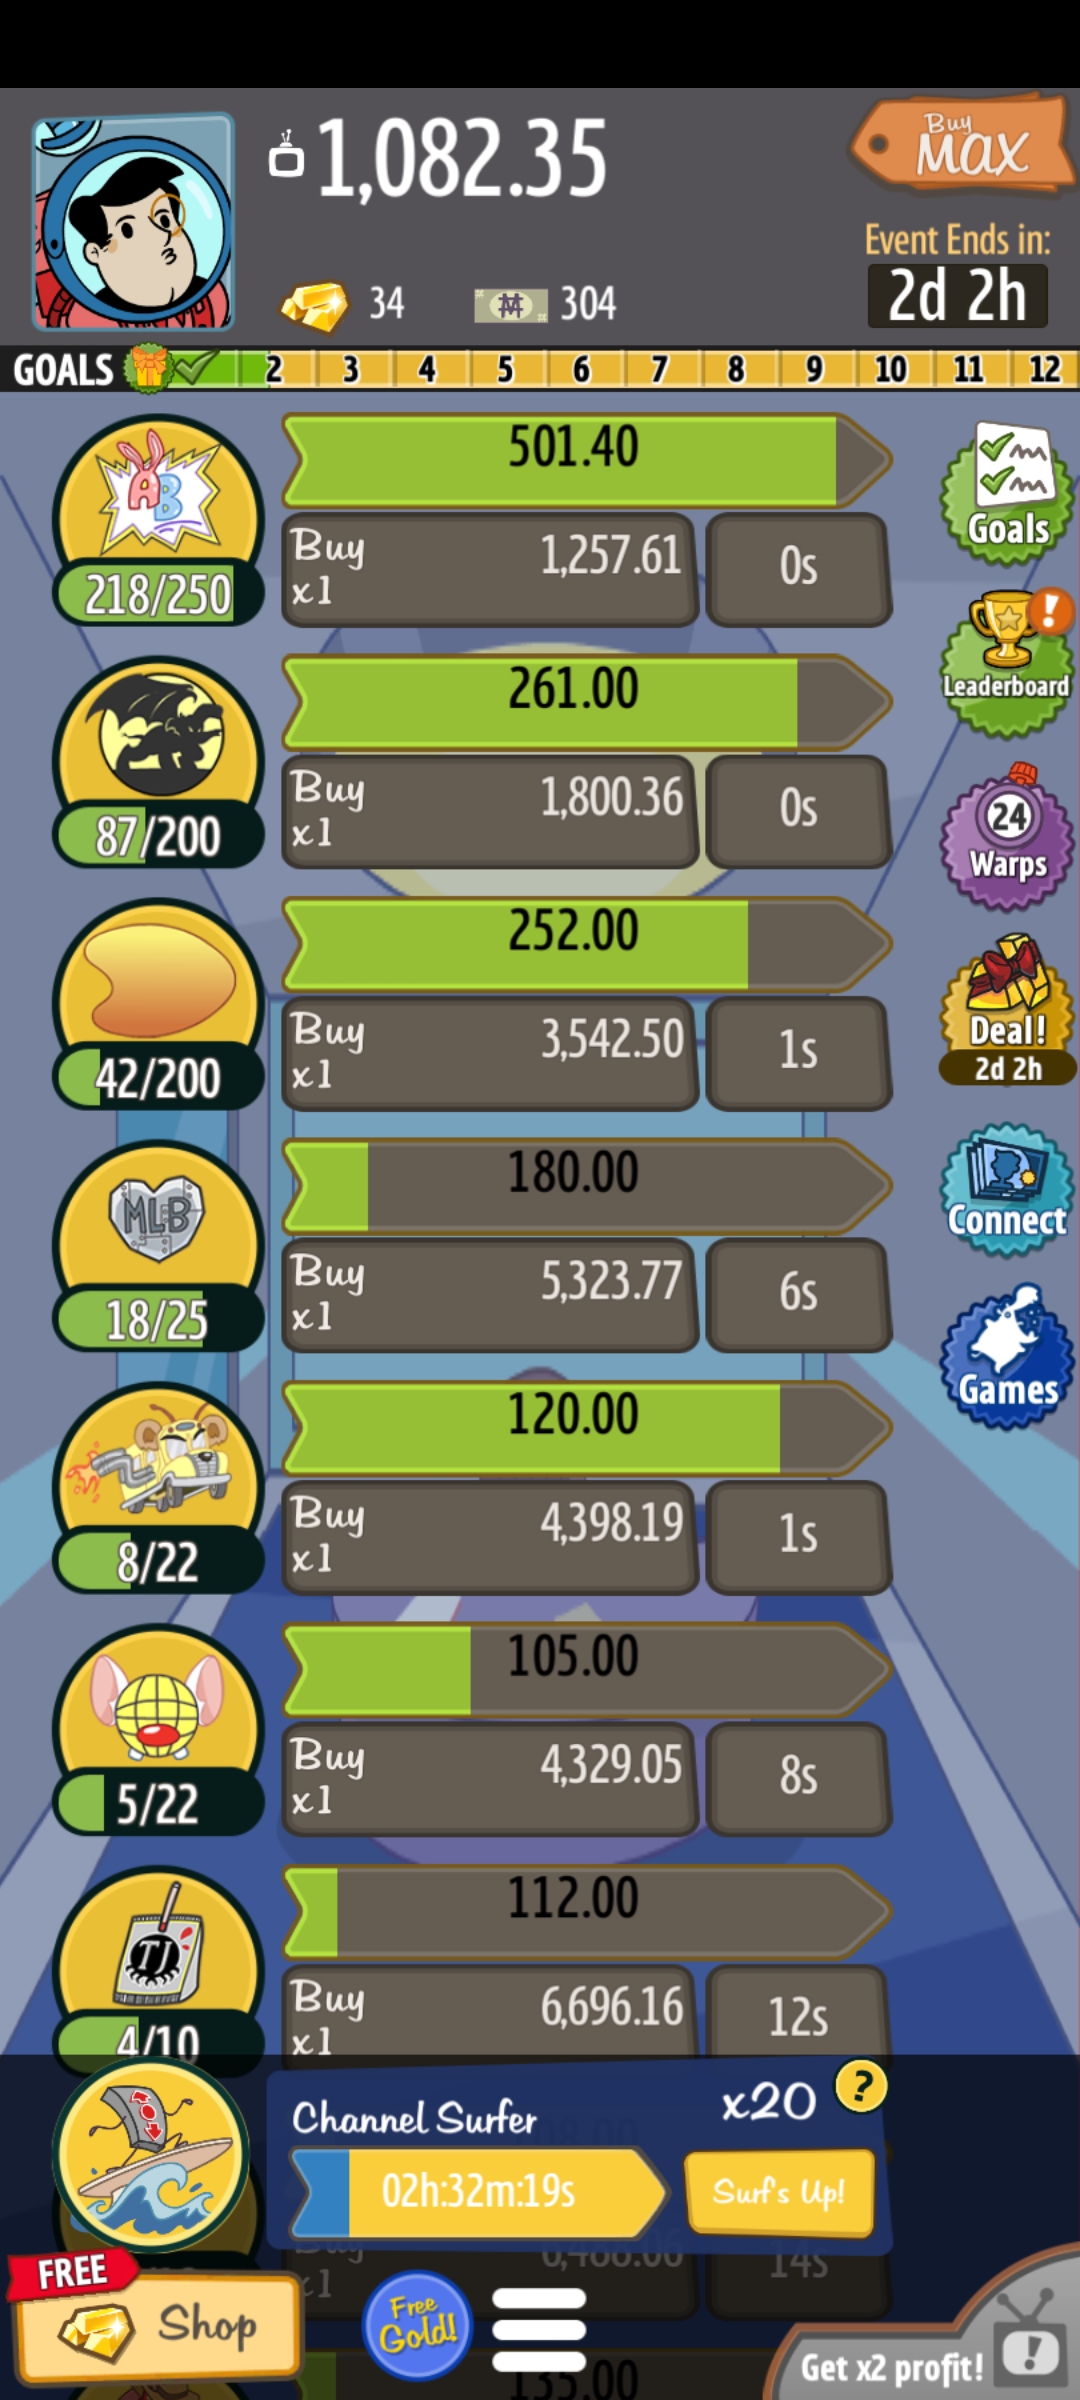 1,082.35
Buy
MAX
Event Ends in:
2d 2h
34
304
GOALS 2 3 4 5 6 7 8 9 10 11 12
AB
218/250
501.40
Buy
x1
1,257.61
0s
Goals
87/200
261.00
Buy
x1
1,800.36
0s
Leaderboard
24
Warps
42/200
252.00
Buy
x1
3,542.50
1s
Deal!
2d 2h
MLB
18/25
180.00
Buy
x1
5,323.77
6s
Connect
8/22
120.00
Buy
x1
4,398.19
1s
Games
5/22
105.00
Buy
x1
4,329.05
8s
TJ
4/10
112.00
Buy
x1
6,696.16
12s
Channel Surfer
x20
?
02h:32m:19s
Surf's Up!
Buy
x1
6,488.06
14s
FREE
Shop
Free
Gold!
135.00
Get x2 profit!